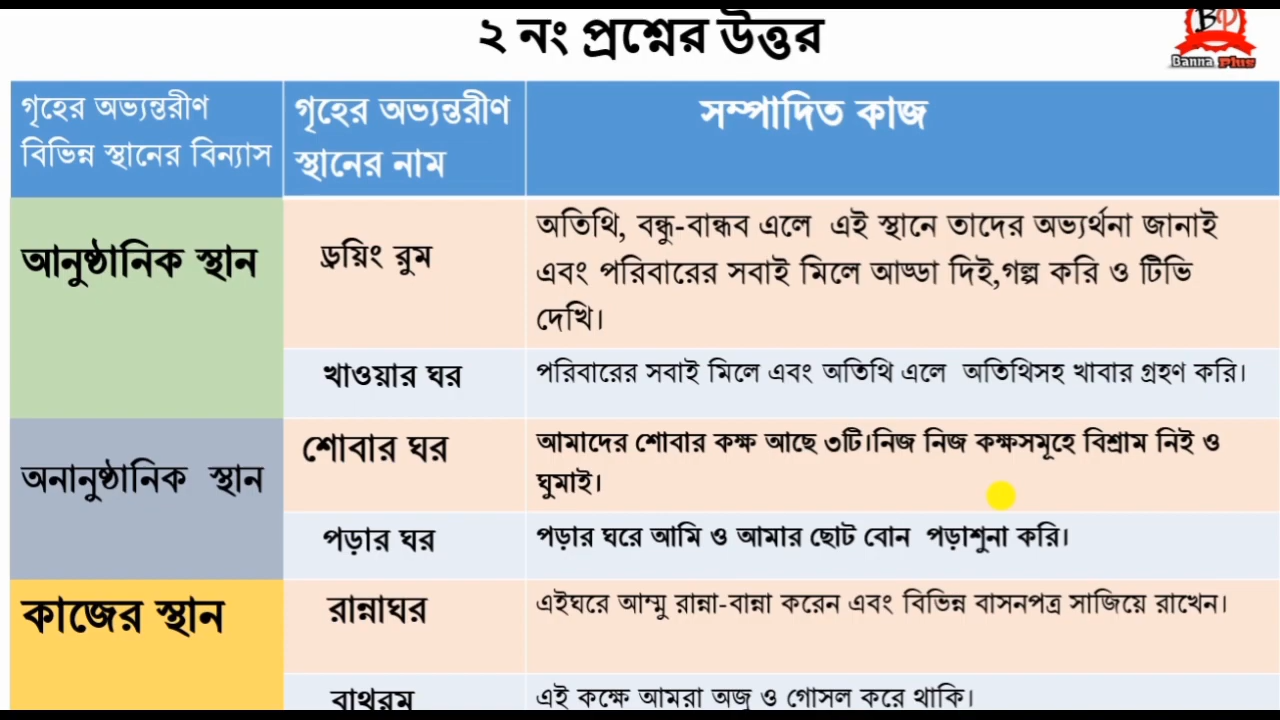 ২ নং প্রশ্নের উত্তর
BP
Banna Plus
গৃহের অভ্যন্তরীণ
বিভিন্ন স্থানের বিন্যাস
গৃহের অভ্যন্তরীণ
স্থানের নাম
সম্পাদিত কাজ
আনুষ্ঠানিক স্থান
ড্রয়িং রুম
অতিথি, বন্ধু-বান্ধব এলে এই স্থানে তাদের অভ্যর্থনা জানাই
এবং পরিবারের সবাই মিলে আড্ডা দিই,গল্প করি ও টিভি
দেখি।
খাওয়ার ঘর
পরিবারের সবাই মিলে এবং অতিথি এলে অতিথিসহ খাবার গ্রহণ করি।
অনানুষ্ঠানিক স্থান
শোবার ঘর
আমাদের শোবার কক্ষ আছে ৩টি।নিজ নিজ কক্ষসমূহে বিশ্রাম নিই ও
ঘুমাই।
পড়ার ঘর
পড়ার ঘরে আমি ও আমার ছোট বোন পড়াশুনা করি।
কাজের স্থান
রান্নাঘর
এইঘরে আম্মু রান্না-বান্না করেন এবং বিভিন্ন বাসনপত্র সাজিয়ে রাখেন।
বাথরুম
এই কক্ষে আমরা অজু ও গোসল করে থাকি।